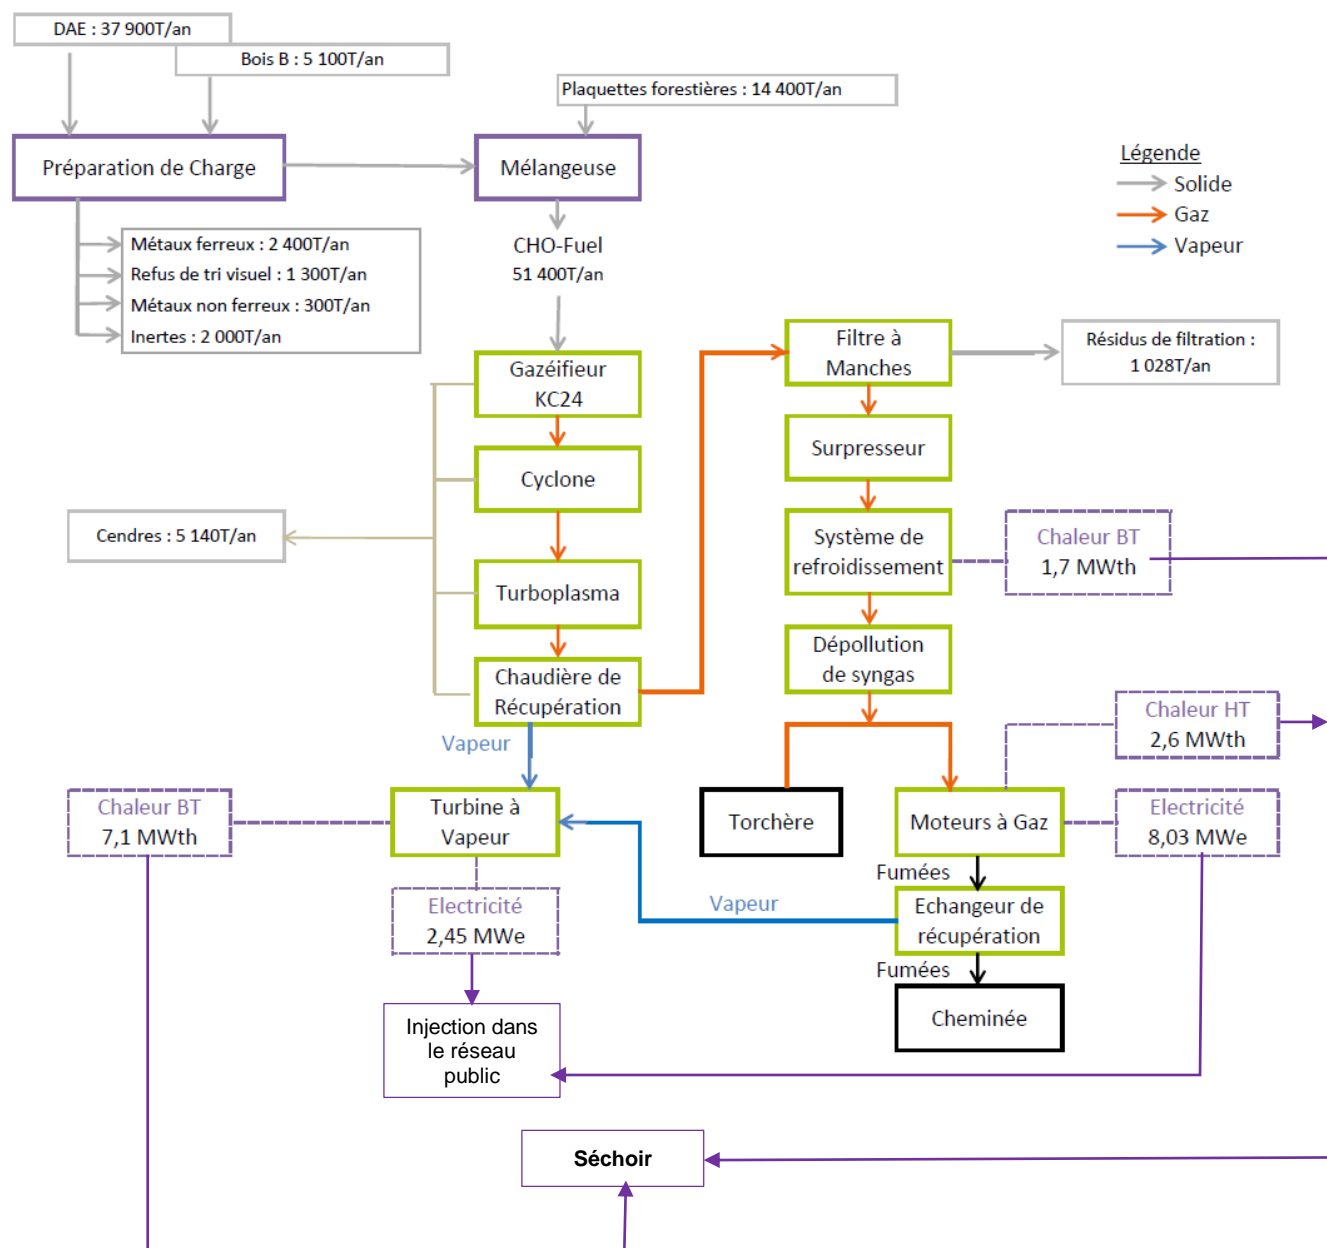 DAE : 37 900T/an
Bois B : 5 100T/an
Plaquettes forestières : 14 400T/an
Préparation de Charge
Mélangeuse
Légende
Solide
Gaz
Vapeur
Métaux ferreux : 2 400T/an
Refus de tri visuel : 1 300T/an
Métaux non ferreux : 300T/an
Inertes : 2 000T/an
CHO-Fuel
51 400T/an
Gazéifieur
KC24
Filtre à
Manches
Résidus de filtration :
1 028T/an
Cyclone
Surpresseur
Cendres : 5 140T/an
Système de
refroidissement
Chaleur BT
1,7 MWth
Turboplasma
Dépollution
de syngas
Chaudière de
Récupération
Vapeur
Chaleur HT
2,6 MWth
Chaleur BT
7,1 MWth
Turbine à
Vapeur
Torchère
Moteurs à Gaz
Electricité
8,03 MWe
Fumées
Electricité
2,45 MWe
Vapeur
Echangeur de
récupération
Fumées
Cheminée
Injection dans
le réseau
public
Séchoir